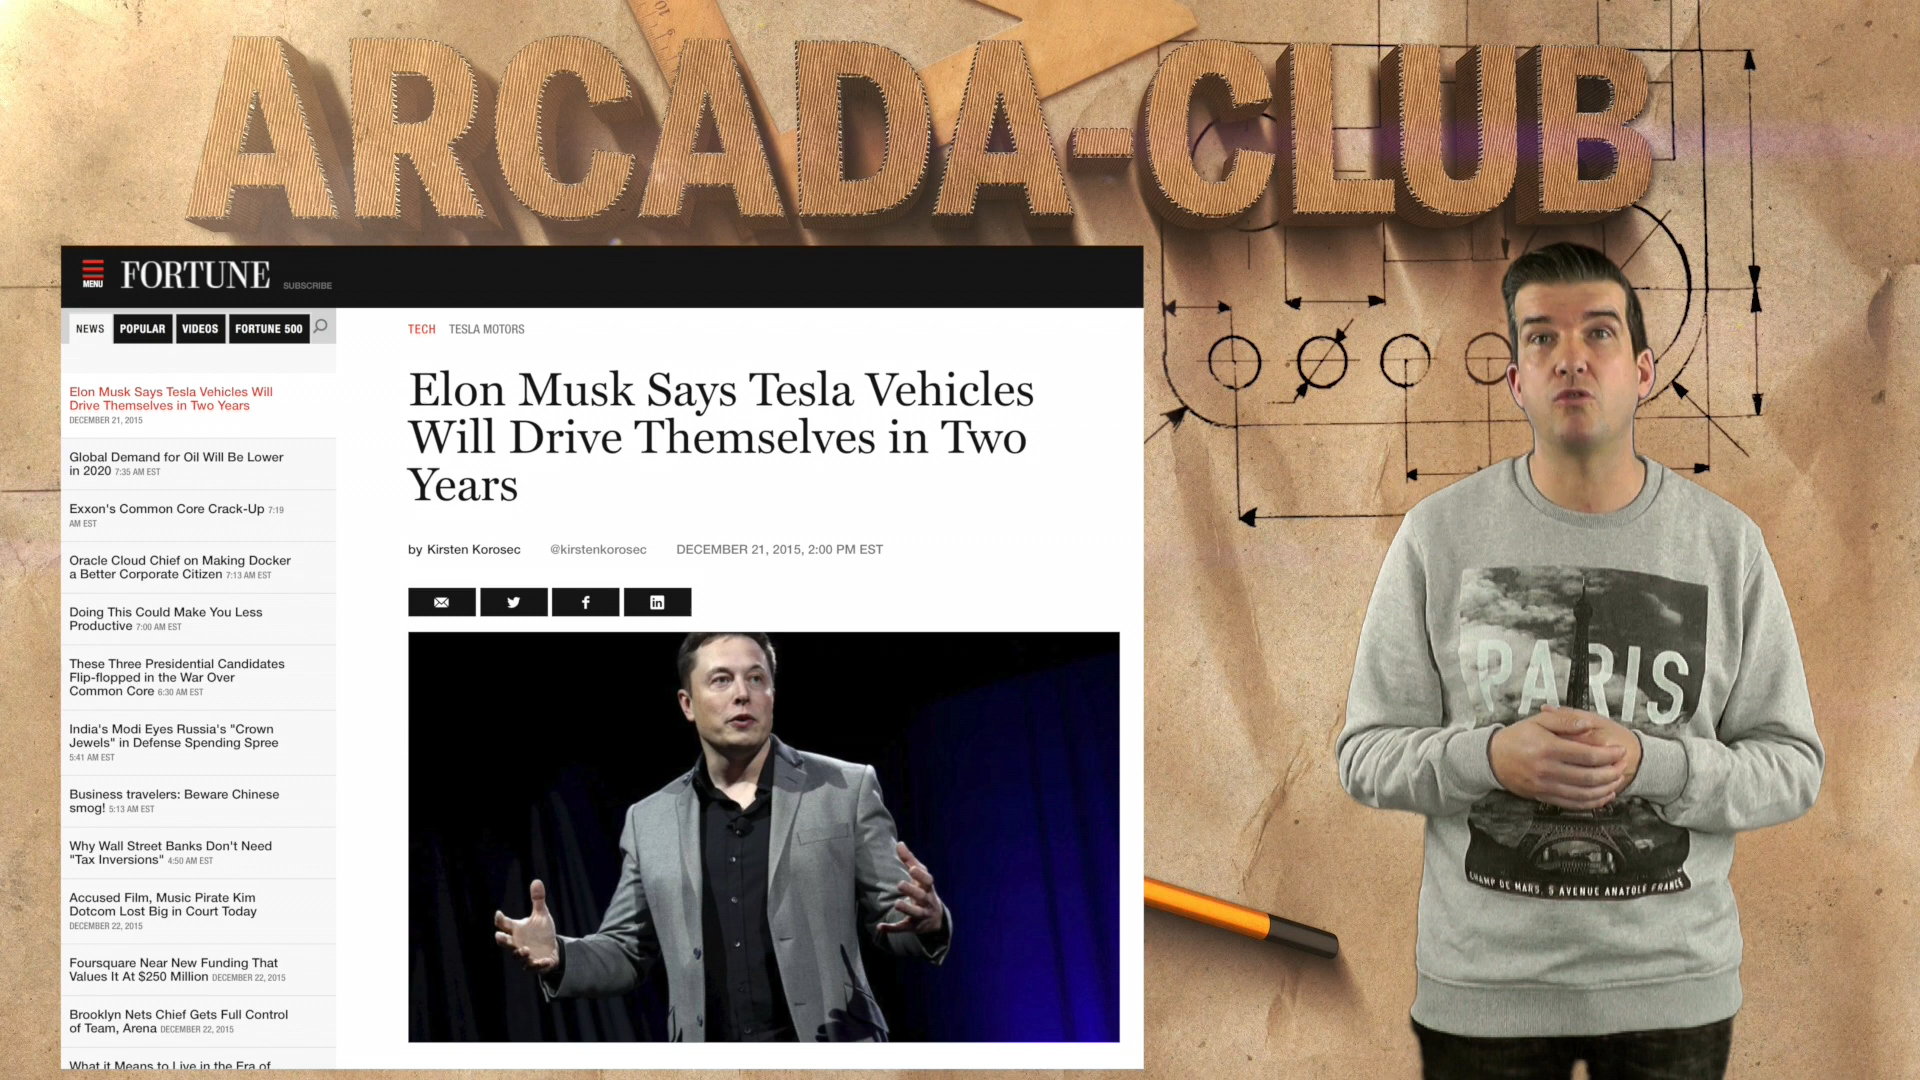 ARCADA-CLUB
MENU
FORTUNE
SUBSCRIBE
NEWS
POPULAR
VIDEOS
FORTUNE 500
Elon Musk Says Tesla Vehicles Will
Drive Themselves in Two Years
DECEMBER 21, 2015
Global Demand for Oil Will Be Lower
in 2020 7:35 AM EST
Exxon's Common Core Crack-Up 7:19
AM EST
Oracle Cloud Chief on Making Docker
a Better Corporate Citizen 7:13 AM EST
Doing This Could Make You Less
Productive 7:00 AM EST
These Three Presidential Candidates
Flip-flopped in the War Over
Common Core 6:30 AM EST
India's Modi Eyes Russia's "Crown
Jewels" in Defense Spending Spree
5:41 AM EST
Business travelers: Beware Chinese
smog! 5:13 AM EST
Why Wall Street Banks Don't Need
"Tax Inversions" 4:50 AM EST
Accused Film, Music Pirate Kim
Dotcom Lost Big in Court Today
DECEMBER 22, 2015
Foursquare Near New Funding That
Values It At $250 Million DECEMBER 22, 2015
Brooklyn Nets Chief Gets Full Control
of Team, Arena DECEMBER 22, 2015
What it Means to Live in the Era of
TECH TESLA MOTORS
Elon Musk Says Tesla Vehicles
Will Drive Themselves in Two
Years
by Kirsten Korosec @kirstenkorosec DECEMBER 21, 2015, 2:00 PM EST
PARIS
CHAMP DE MARS, 5 AVENUE ANATOLE FRANCE